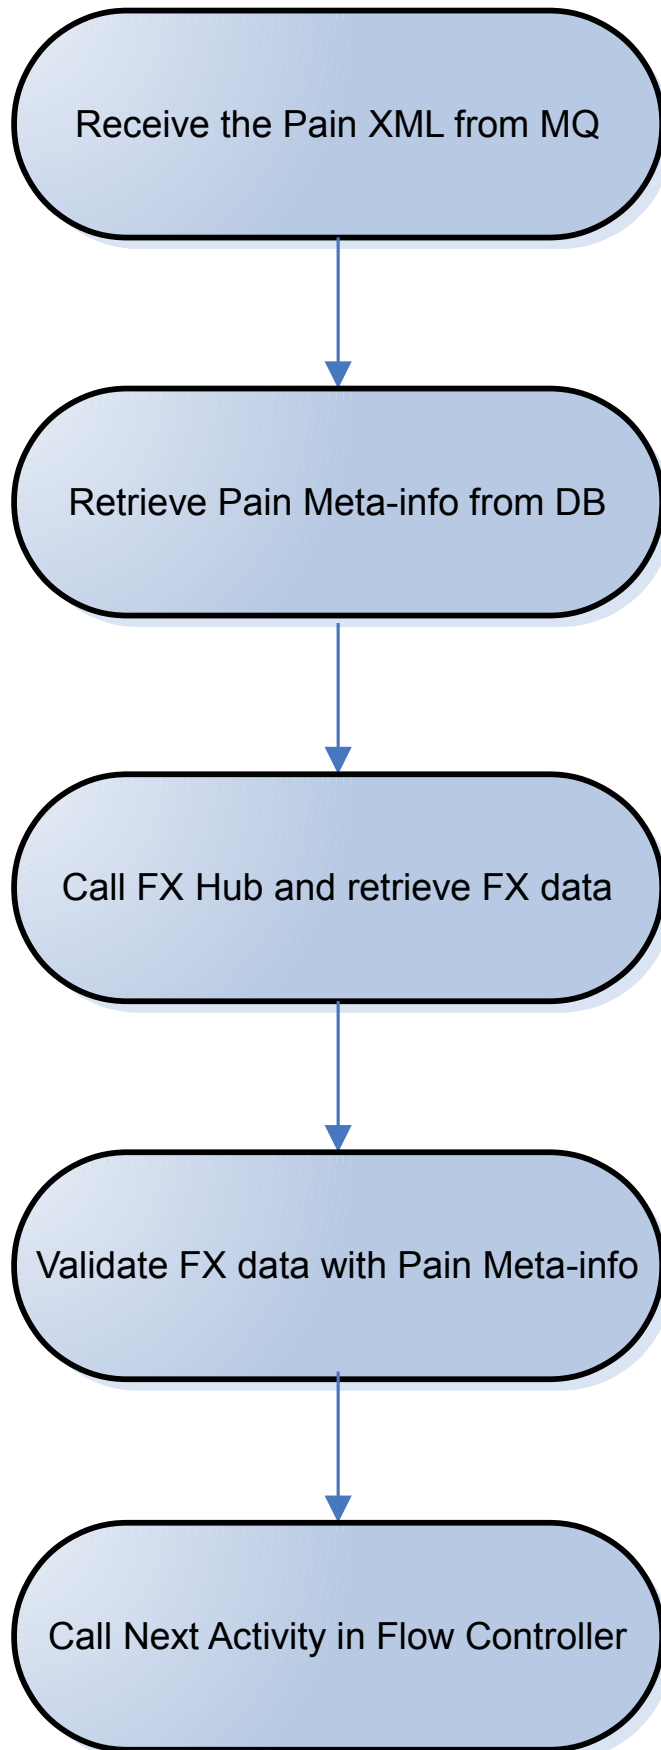 Receive the Pain XML from MQ
Retrieve Pain Meta-info from DB
Call FX Hub and retrieve FX data
Validate FX data with Pain Meta-info
Call Next Activity in Flow Controller